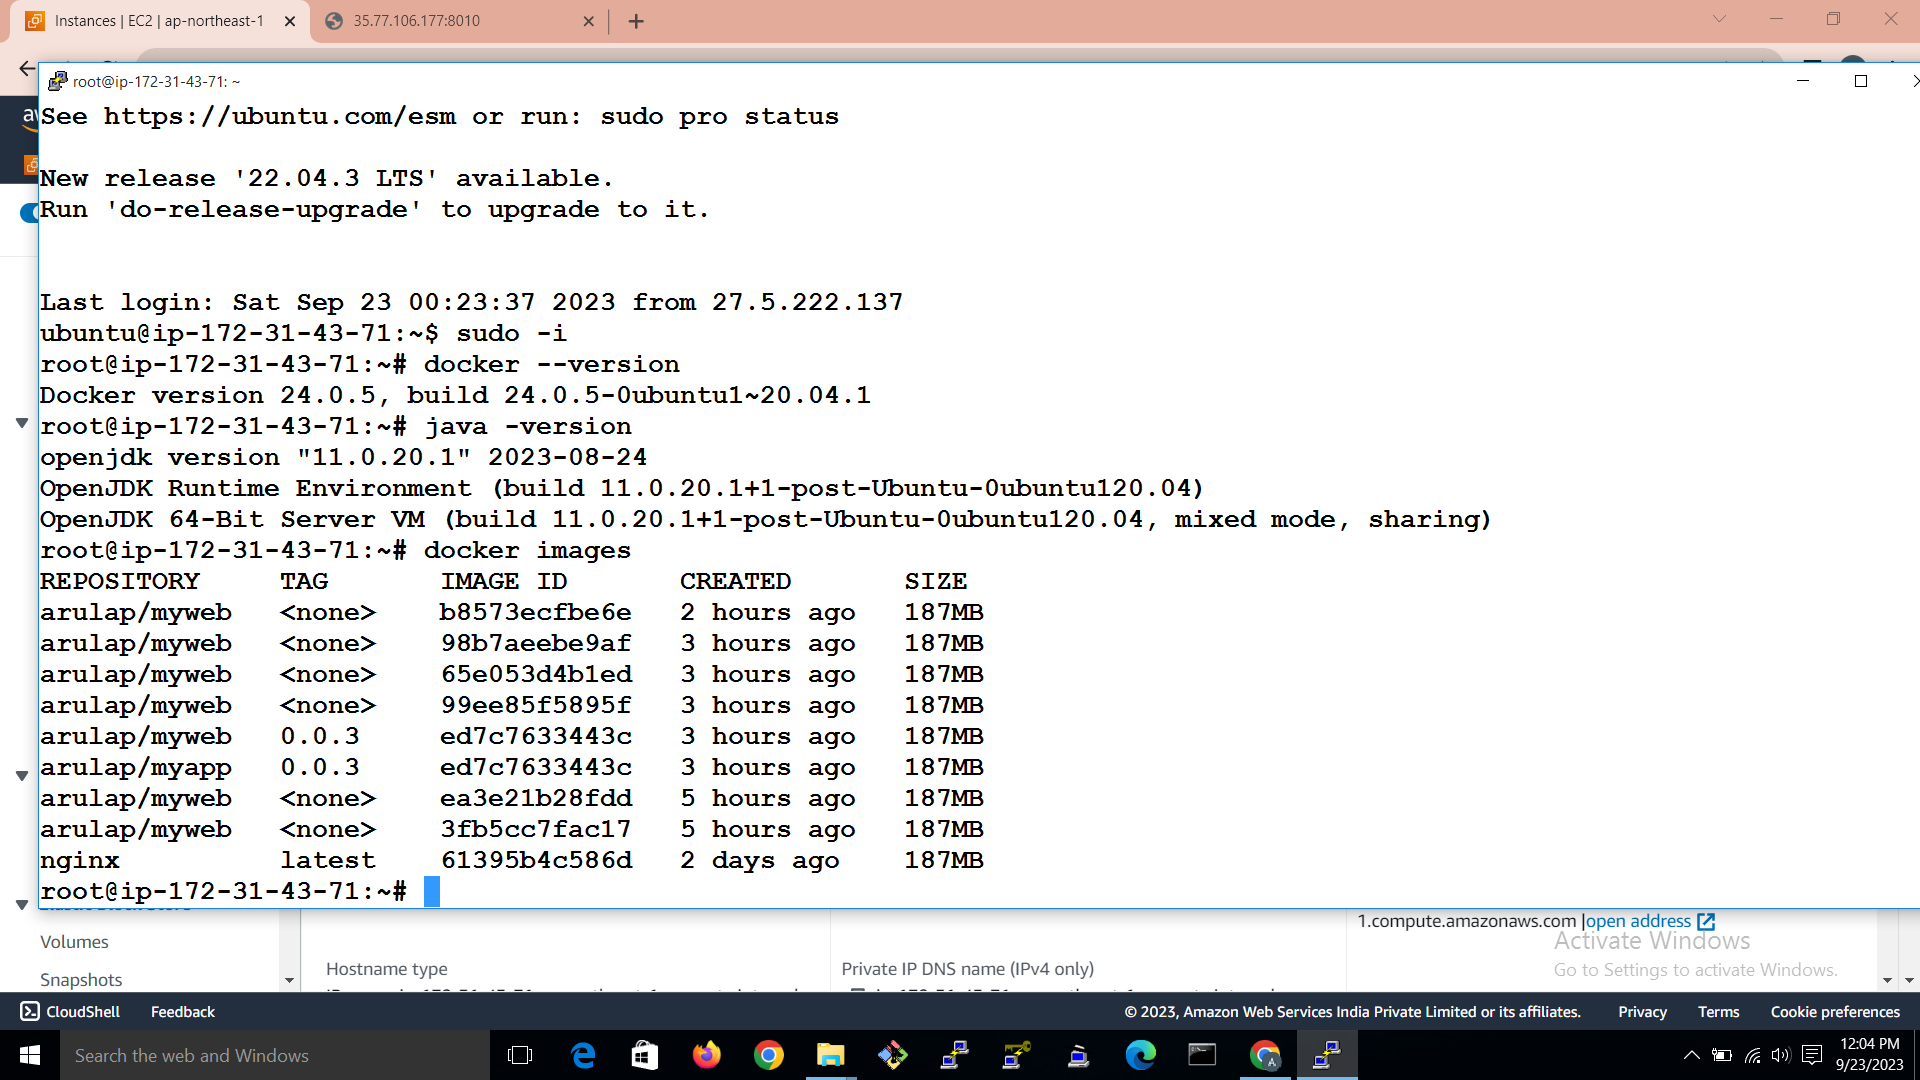 Instances | EC2 | ap-northeast-1
35.77.106.177:8010
root@ip-172-31-43-71: ~
See https://ubuntu.com/esm or run: sudo pro status
New release '22.04.3 LTS' available.
Run 'do-release-upgrade' to upgrade to it.
Last login: Sat Sep 23 00:23:37 2023 from 27.5.222.137
ubuntu@ip-172-31-43-71:~$ sudo -i
root@ip-172-31-43-71:~# docker --version
Docker version 24.0.5, build 24.0.5-0ubuntu1~20.04.1
root@ip-172-31-43-71:~# java -version
openjdk version "11.0.20.1" 2023-08-24
OpenJDK Runtime Environment (build 11.0.20.1+1-post-Ubuntu-0ubuntu120.04)
OpenJDK 64-Bit Server VM (build 11.0.20.1+1-post-Ubuntu-0ubuntu120.04, mixed mode, sharing)
root@ip-172-31-43-71:~# docker images
REPOSITORY TAG IMAGE ID CREATED SIZE
arulap/myweb <none> b8573ecfbe6e 2 hours ago 187MB
arulap/myweb <none> 98b7aeebe9af 3 hours ago 187MB
arulap/myweb <none> 65e053d4b1ed 3 hours ago 187MB
arulap/myweb <none> 99ee85f5895f 3 hours ago 187MB
arulap/myweb 0.0.3 ed7c7633443c 3 hours ago 187MB
arulap/myapp 0.0.3 ed7c7633443c 3 hours ago 187MB
arulap/myweb <none> ea3e21b28fdd 5 hours ago 187MB
arulap/myweb <none> 3fb5cc7fac17 5 hours ago 187MB
nginx latest 61395b4c586d 2 days ago 187MB
root@ip-172-31-43-71:~#
1.compute.amazonaws.com |open address
Activate Windows
Go to Settings to activate Windows.
Volumes
Snapshots
Hostname type
Private IP DNS name (IPv4 only)
CloudShell Feedback
© 2023, Amazon Web Services India Private Limited or its affiliates. Privacy Terms Cookie preferences
Search the web and Windows
12:04 PM
9/23/2023